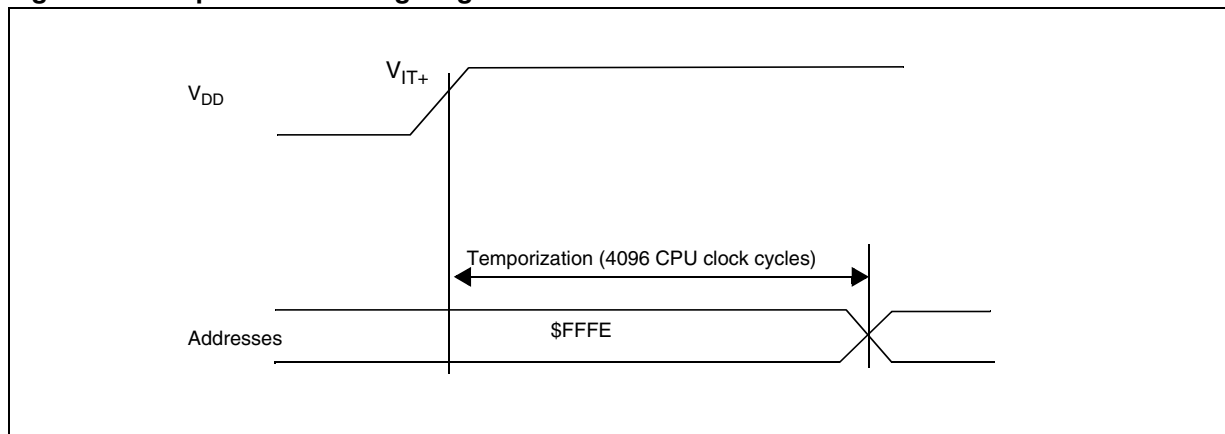 V_IT+
V_DD
Temporization (4096 CPU clock cycles)
Addresses
$FFFE